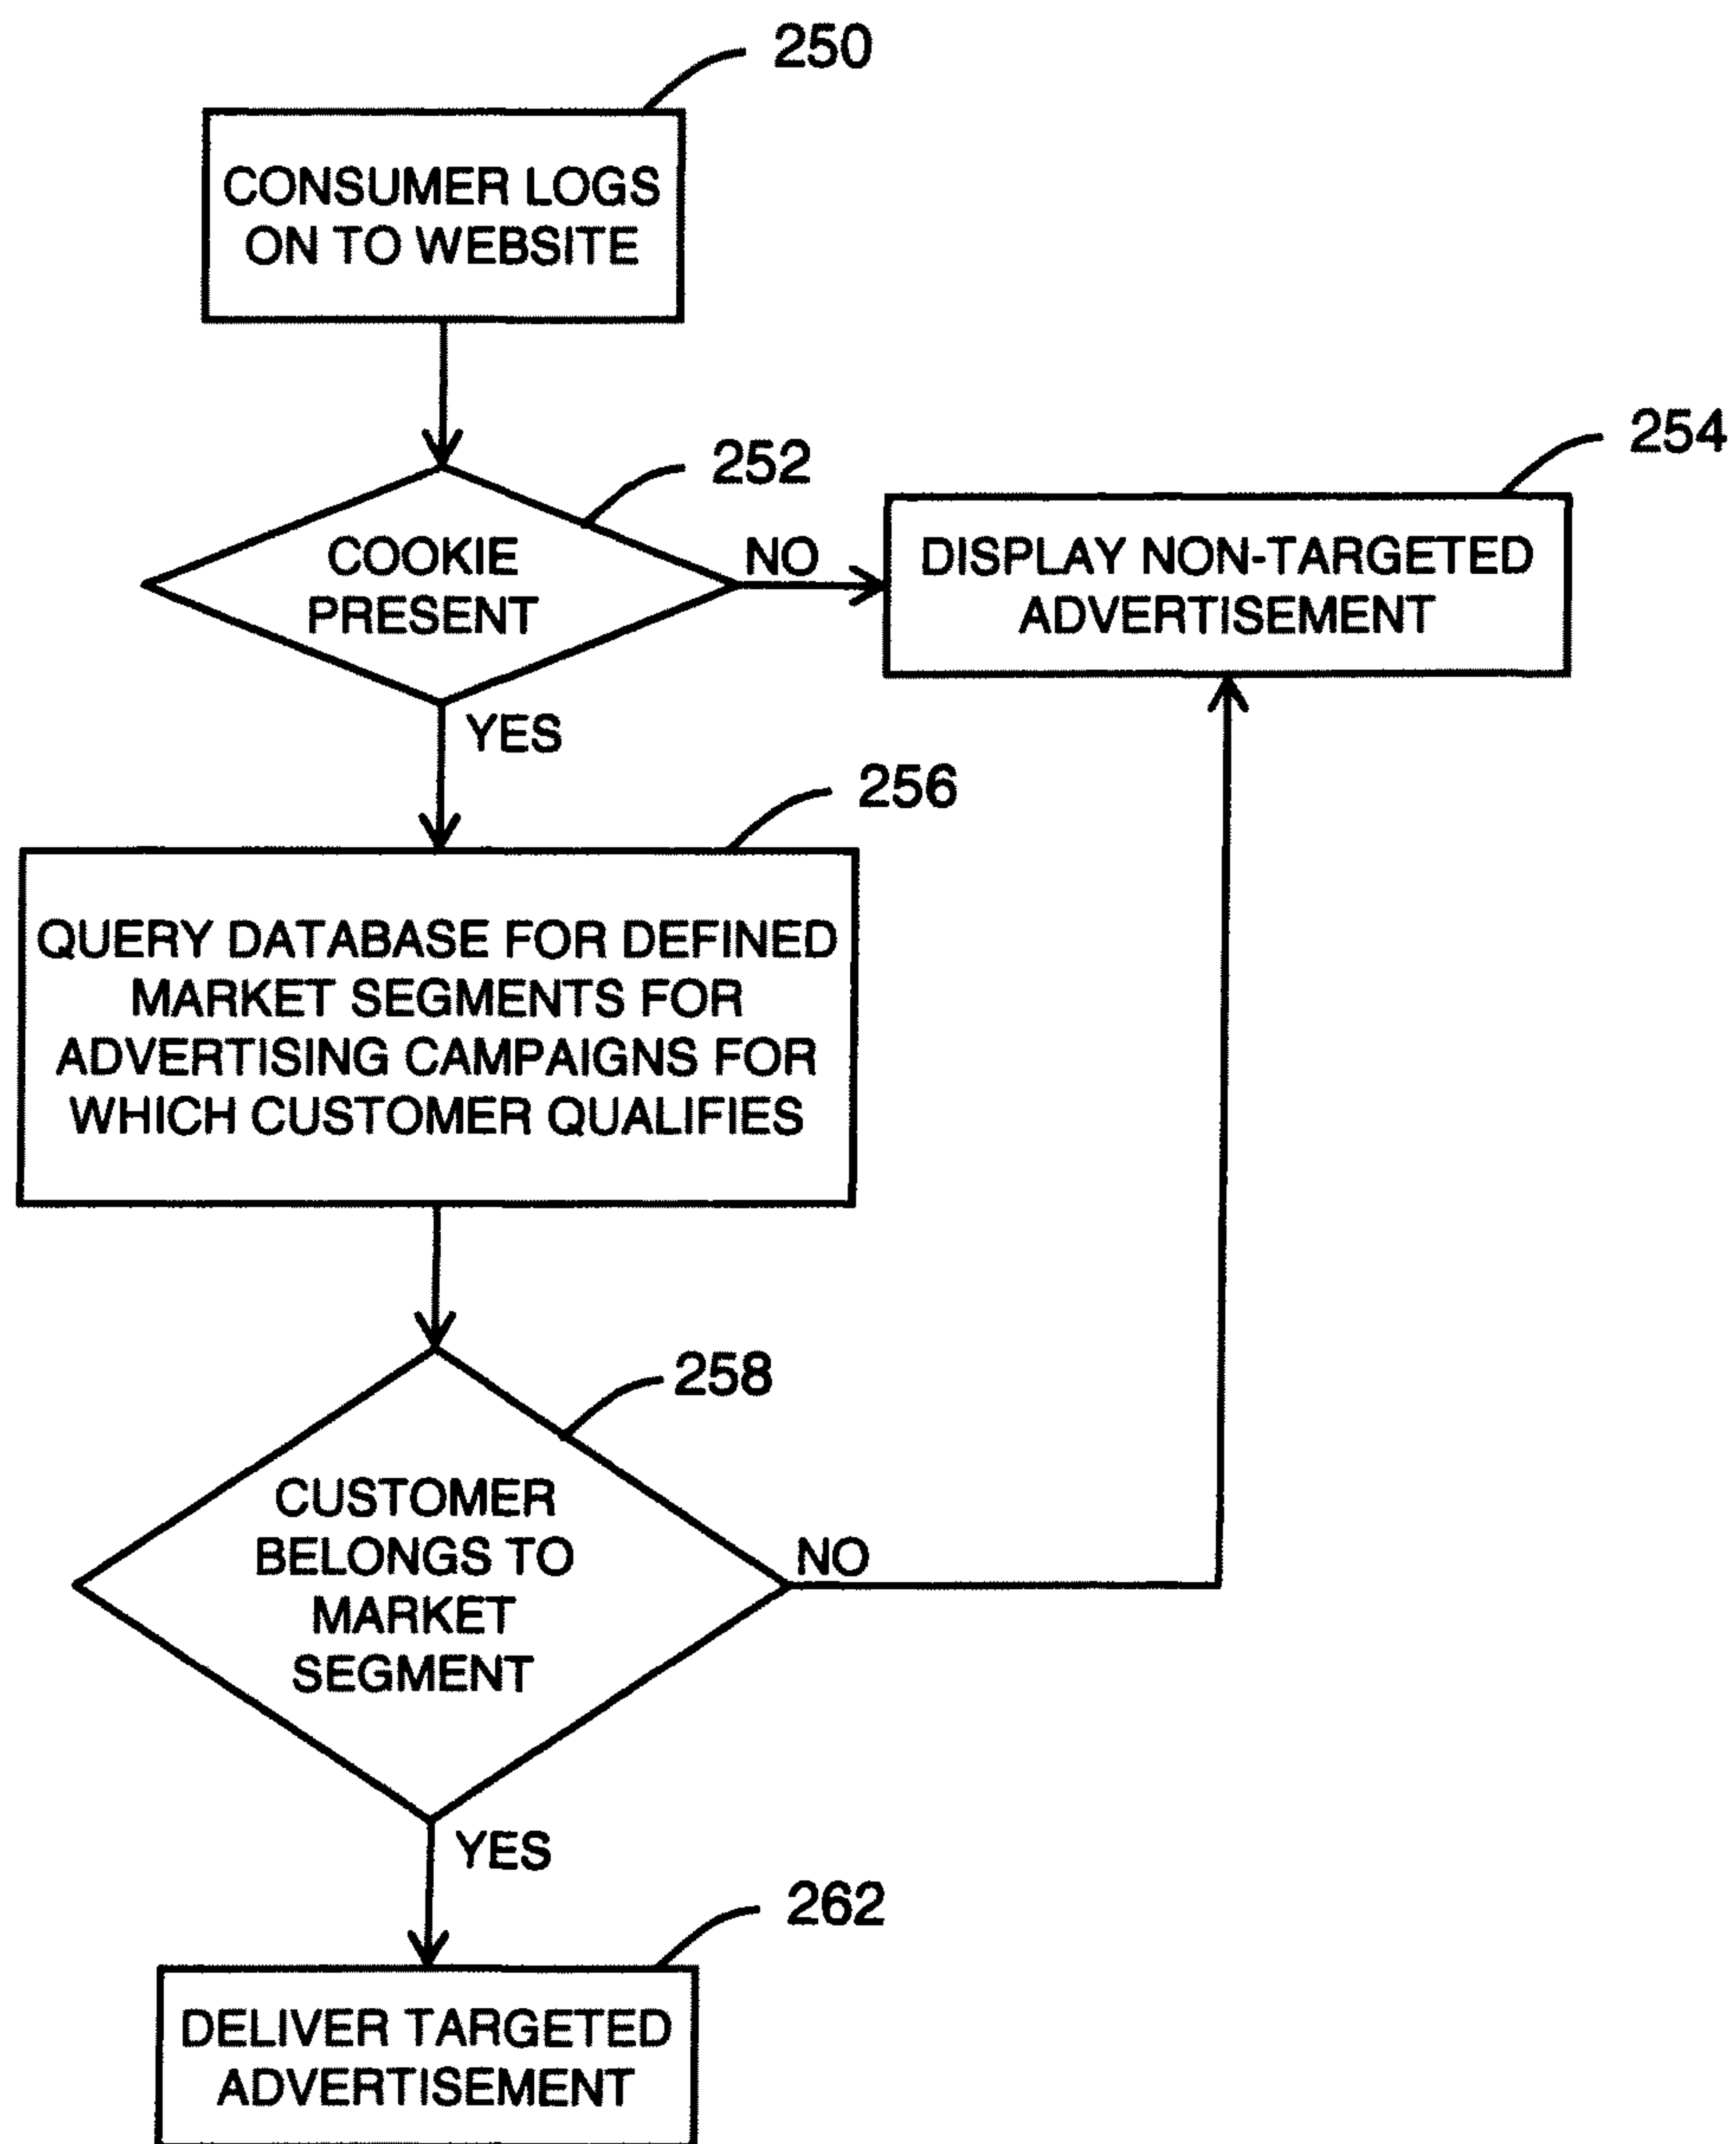 250
CONSUMER LOGS
ON TO WEBSITE
252
COOKIE
PRESENT
NO
254
DISPLAY NON-TARGETED
ADVERTISEMENT
YES
256
QUERY DATABASE FOR DEFINED
MARKET SEGMENTS FOR
ADVERTISING CAMPAIGNS FOR
WHICH CUSTOMER QUALIFIES
258
CUSTOMER
BELONGS TO
MARKET
SEGMENT
NO
YES
262
DELIVER TARGETED
ADVERTISEMENT